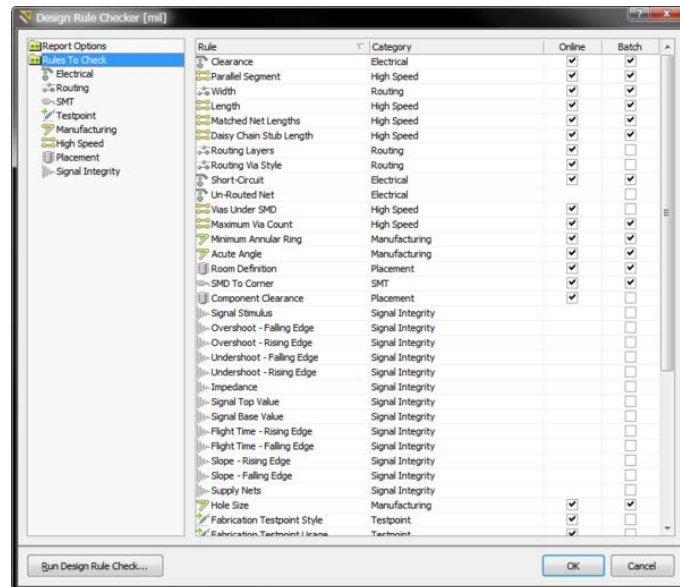 Design Rule Checker [mil]
Report Options
Rules To Check
Electrical
Routing
SMT
Testpoint
Manufacturing
High Speed
Placement
Signal Integrity
Rule Category Online Batch
Clearance Electrical
Parallel Segment High Speed
Width Routing
Length High Speed
Matched Net Lengths High Speed
Daisy Chain Stub Length High Speed
Routing Layers Routing
Routing Via Style Routing
Short-Circuit Electrical
Un-Routed Net Electrical
Vias Under SMD High Speed
Maximum Via Count High Speed
Minimum Annular Ring Manufacturing
Acute Angle Manufacturing
Room Definition Placement
SMD To Corner SMT
Component Clearance Placement
Signal Stimulus Signal Integrity
Overshoot - Falling Edge Signal Integrity
Overshoot - Rising Edge Signal Integrity
Undershoot - Falling Edge Signal Integrity
Undershoot - Rising Edge Signal Integrity
Impedance Signal Integrity
Signal Top Value Signal Integrity
Signal Base Value Signal Integrity
Flight Time - Rising Edge Signal Integrity
Flight Time - Falling Edge Signal Integrity
Slope - Rising Edge Signal Integrity
Slope - Falling Edge Signal Integrity
Supply Nets Signal Integrity
Hole Size Manufacturing
Fabrication Testpoint Style Testpoint
Fabrication Testpoint Usage Testpoint
Run Design Rule Check... OK Cancel